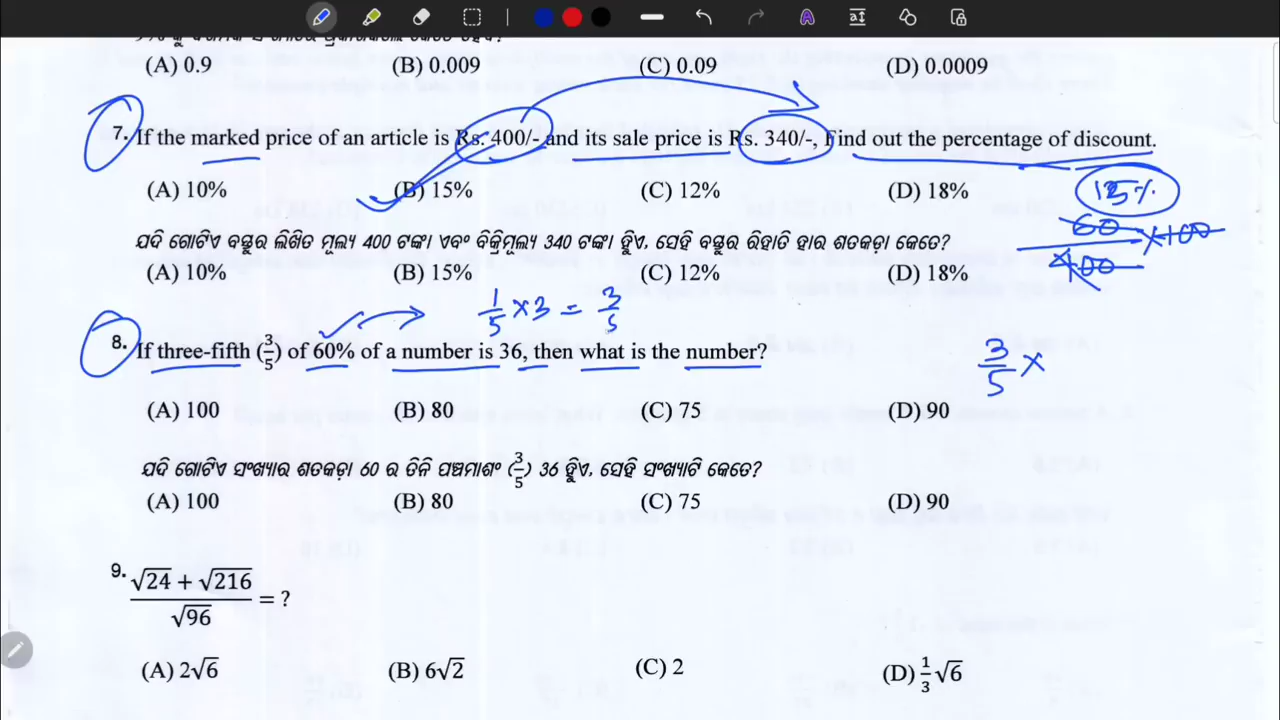 (A) 0.9 (B) 0.009 (C) 0.09 (D) 0.0009
7. If the marked price of an article is Rs. 400/- and its sale price is Rs. 340/-, Find out the percentage of discount.
(A) 10% (B) 15% (C) 12% (D) 18%
15%
60
400
×100
ଯଦି ଗୋଟିଏ ବସ୍ତୁର ଲିଖିତ ମୂଲ୍ୟ 400 ଟଙ୍କା ଏବଂ ବିକ୍ରିମୂଲ୍ୟ 340 ଟଙ୍କା ହୁଏ, ସେହି ବସ୍ତୁର ରିହାତି ହାର ଶତକଡ଼ା କେତେ?
(A) 10% (B) 15% (C) 12% (D) 18%
1/5 × 3 = 3/5
8. If three-fifth (3/5) of 60% of a number is 36, then what is the number?
3/5 ×
(A) 100 (B) 80 (C) 75 (D) 90
ଯଦି ଗୋଟିଏ ସଂଖ୍ୟାର ଶତକଡ଼ା 60 ର ତିନି ପଞ୍ଚମାଶଂ (3/5) 36 ହୁଏ, ସେହି ସଂଖ୍ୟାଟି କେତେ?
(A) 100 (B) 80 (C) 75 (D) 90
9. (√24 + √216)/√96 = ?
(A) 2√6 (B) 6√2 (C) 2 (D) 1/3 √6